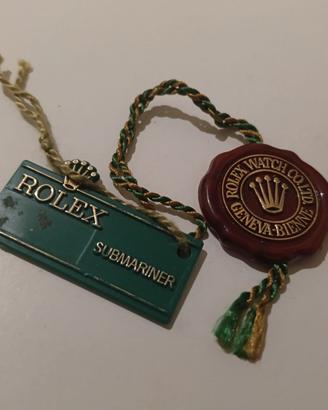 ROLEX
SUBMARINER
ROLEX WATCH CO. LTD.
GENEVA-BIENNE